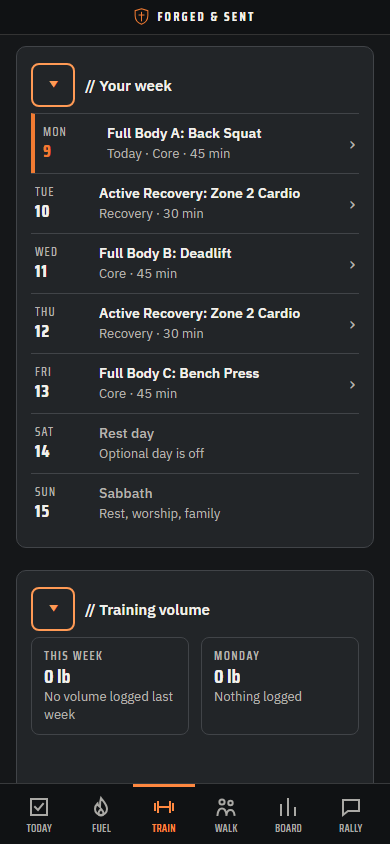 FORGED & SENT
// Your week
MON
9
Full Body A: Back Squat
Today · Core · 45 min
TUE
10
Active Recovery: Zone 2 Cardio
Recovery · 30 min
WED
11
Full Body B: Deadlift
Core · 45 min
THU
12
Active Recovery: Zone 2 Cardio
Recovery · 30 min
FRI
13
Full Body C: Bench Press
Core · 45 min
SAT
14
Rest day
Optional day is off
SUN
15
Sabbath
Rest, worship, family
// Training volume
THIS WEEK
0 lb
No volume logged last
week
MONDAY
0 lb
Nothing logged
TODAY
FUEL
TRAIN
WALK
BOARD
RALLY